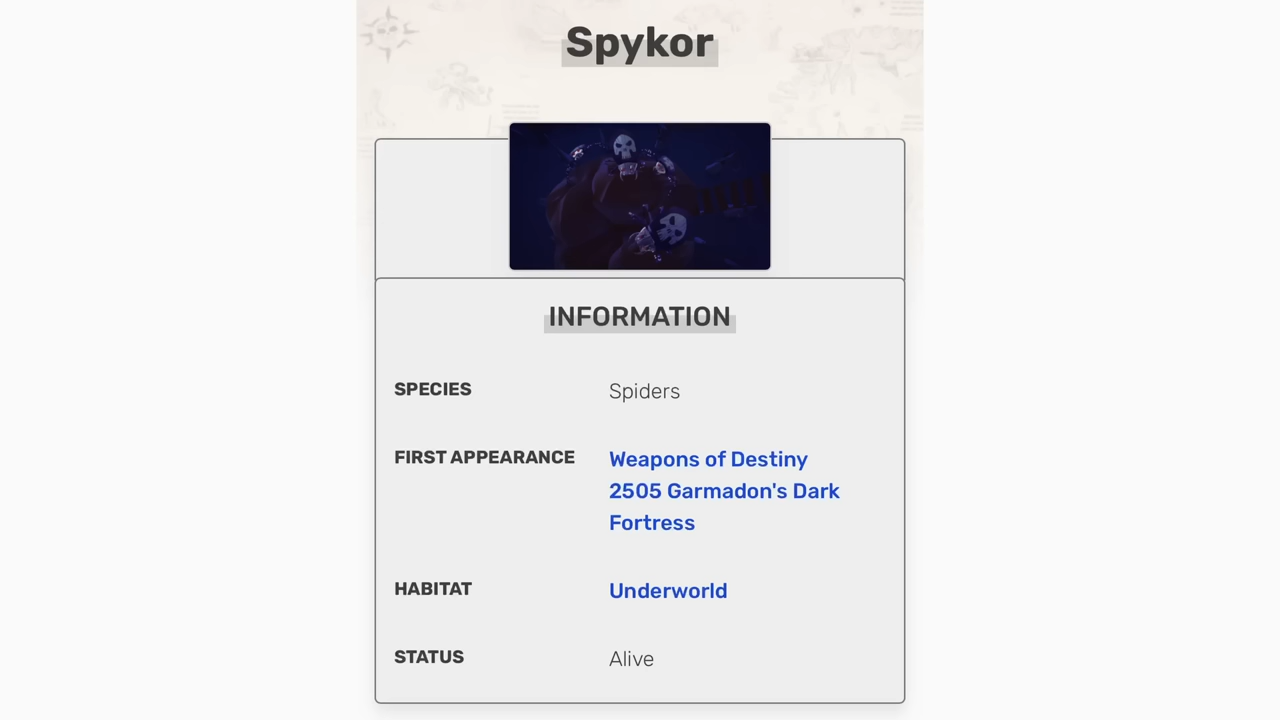 Spykor
INFORMATION
SPECIES
Spiders
FIRST APPEARANCE
Weapons of Destiny
2505 Garmadon's Dark
Fortress
HABITAT
Underworld
STATUS
Alive